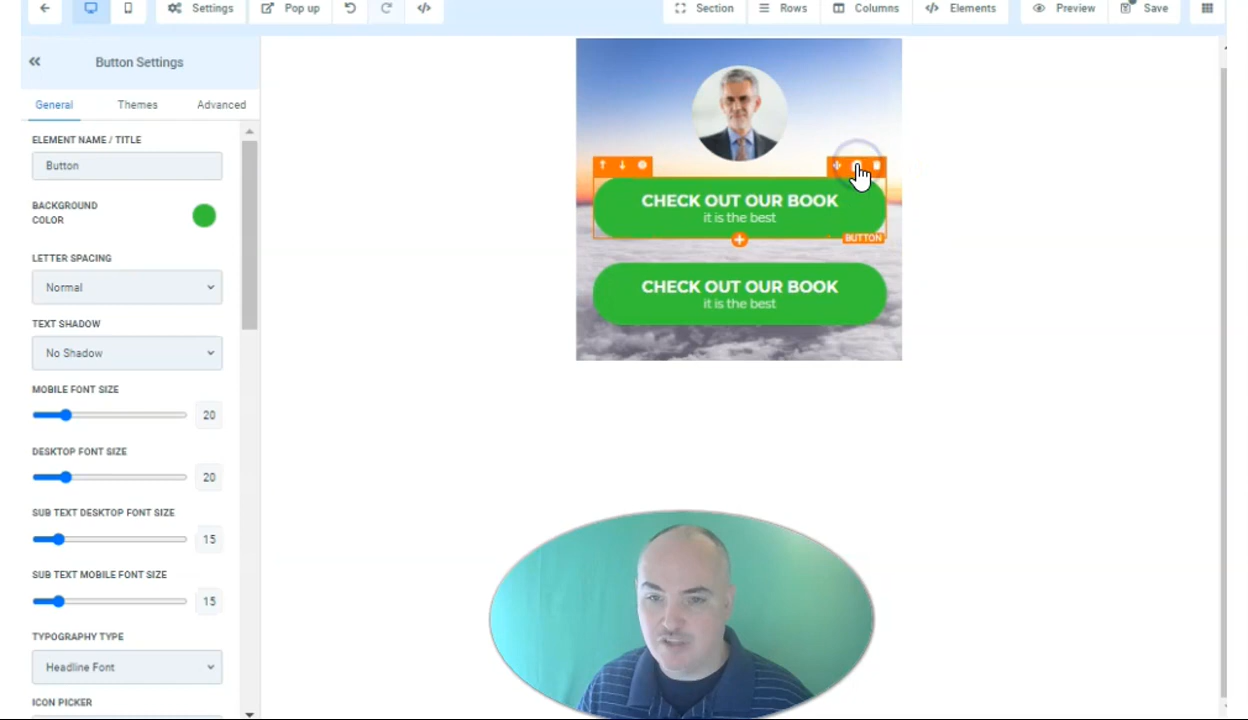 Settings
Pop up
Section
Rows
Columns
Elements
Preview
Save
Button Settings
General
Themes
Advanced
ELEMENT NAME / TITLE
Button
BACKGROUND
COLOR
LETTER SPACING
Normal
TEXT SHADOW
No Shadow
MOBILE FONT SIZE
20
DESKTOP FONT SIZE
20
SUB TEXT DESKTOP FONT SIZE
15
SUB TEXT MOBILE FONT SIZE
15
TYPOGRAPHY TYPE
Headline Font
ICON PICKER
CHECK OUT OUR BOOK
it is the best
BUTTON
CHECK OUT OUR BOOK
it is the best